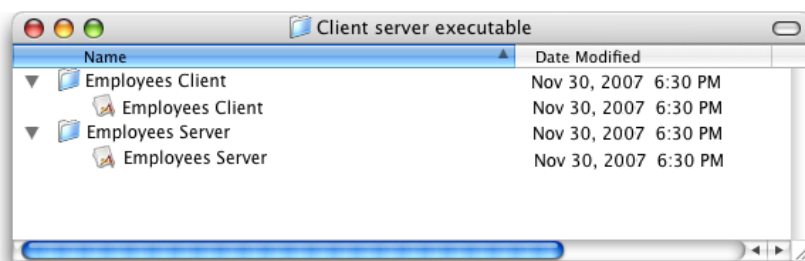 Client server executable
Name Date Modified
Employees Client Nov 30, 2007 6:30 PM
Employees Client Nov 30, 2007 6:30 PM
Employees Server Nov 30, 2007 6:30 PM
Employees Server Nov 30, 2007 6:30 PM